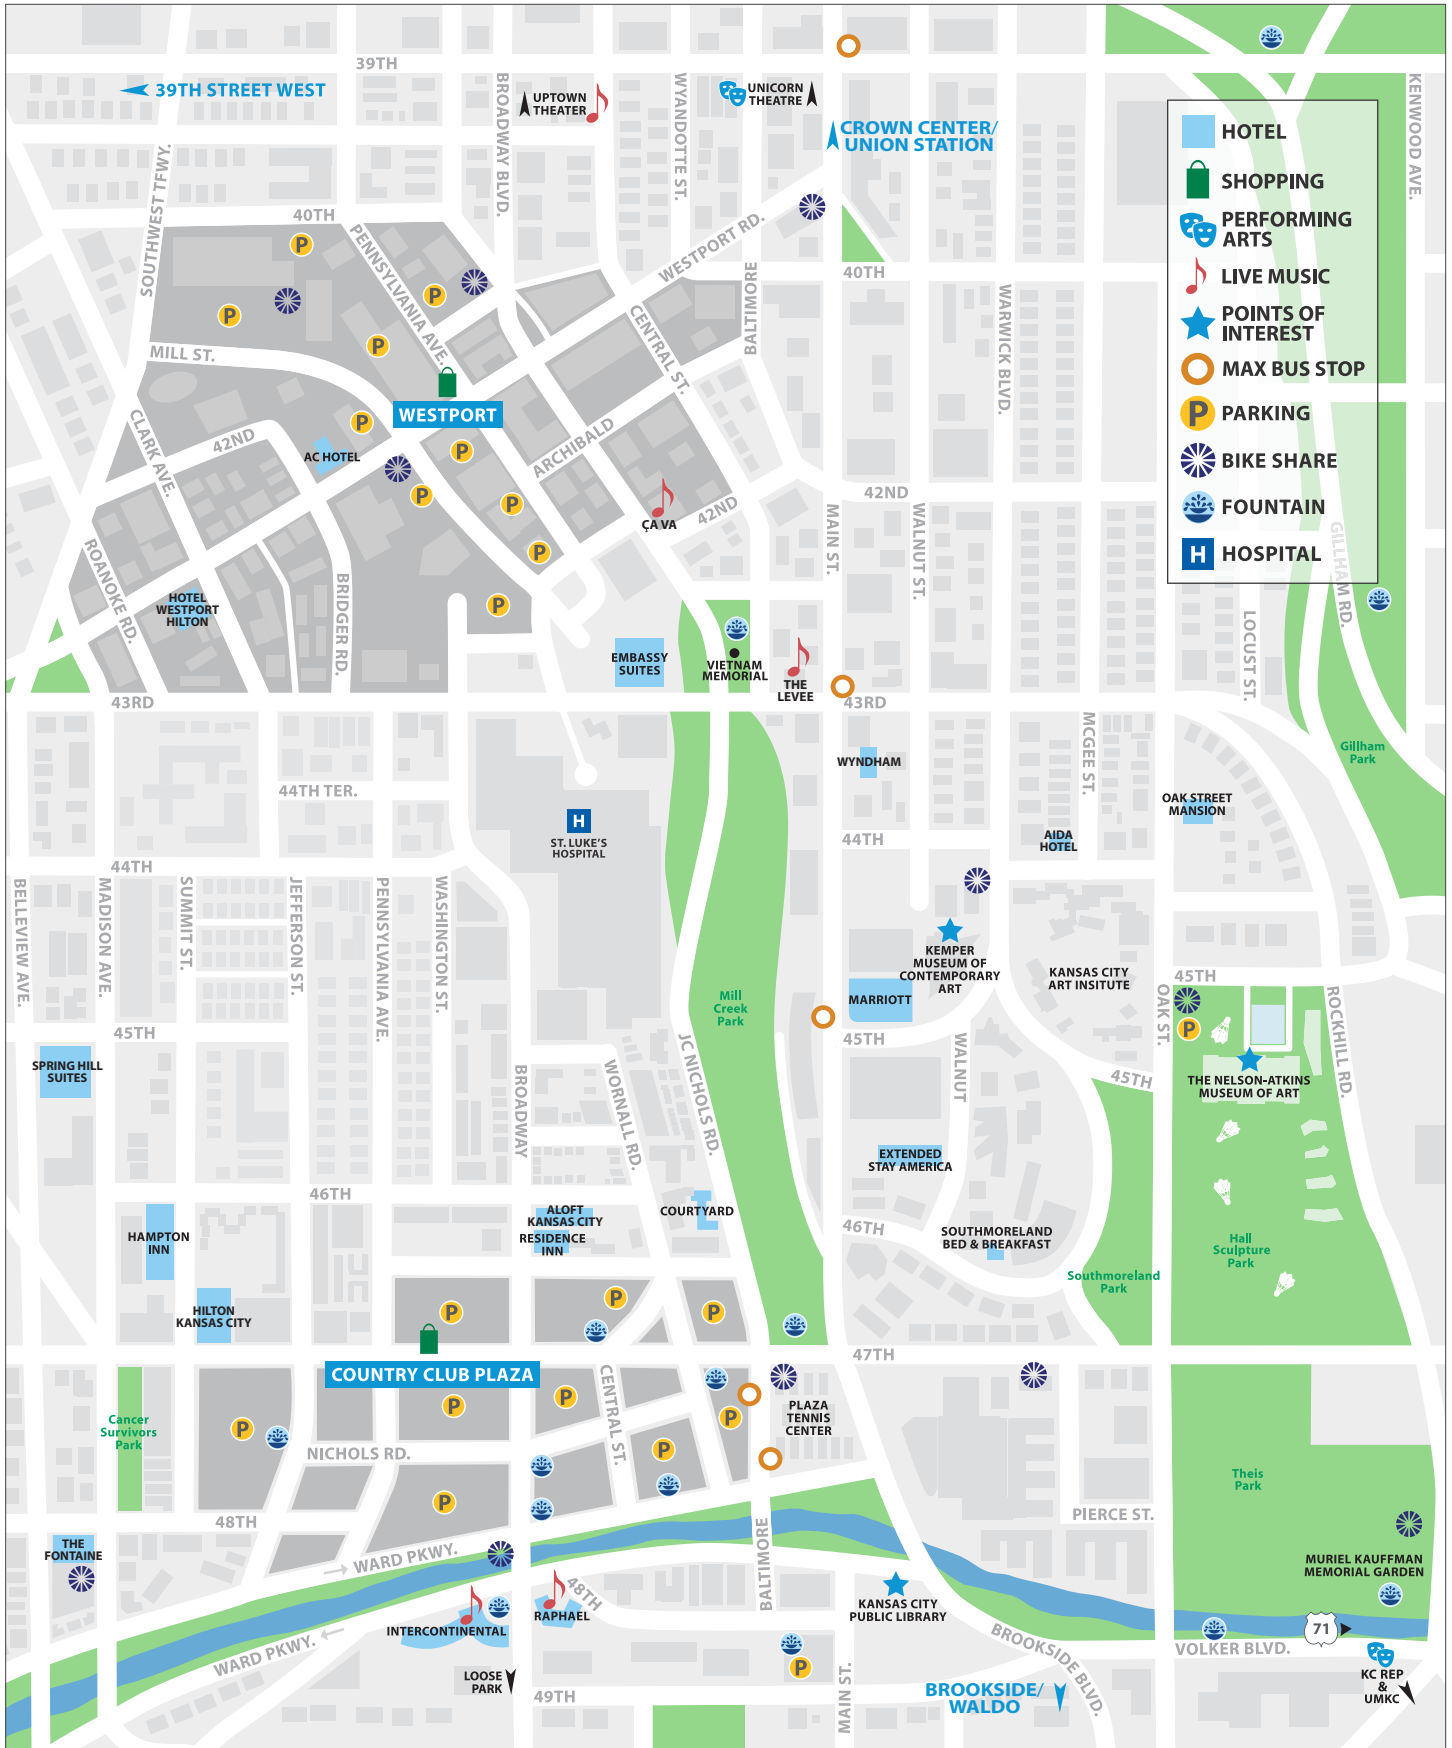 39TH
39TH STREET WEST
BROADWAY BLVD.
UPTOWN
THEATER
WYANDOTTE ST.
UNICORN
THEATRE
CROWN CENTER/
UNION STATION
KENWOOD AVE.
HOTEL
SHOPPING
PERFORMING
ARTS
LIVE MUSIC
POINTS OF
INTEREST
MAX BUS STOP
P PARKING
BIKE SHARE
FOUNTAIN
H HOSPITAL
SOUTHWEST TFWY.
40TH
PENNSYLVANIA AVE.
WESTPORT RD.
40TH
BALTIMORE
WARWICK BLVD.
P
P
P
P
MILL ST.
CENTRAL ST.
WESTPORT
CLARK AVE.
42ND
AC HOTEL
P
P
P
P
P
P
ARCHIBALD
ÇA VA
42ND
42ND
MAIN ST.
WALNUT ST.
GILLHAM RD.
ROANOKE RD.
HOTEL
WESTPORT
HILTON
BRIDGER RD.
EMBASSY
SUITES
VIETNAM
MEMORIAL
THE
LEVEE
LOCUST ST.
43RD
43RD
MCGEE ST.
Gillham
Park
WYNDHAM
44TH TER.
H
ST. LUKE'S
HOSPITAL
OAK STREET
MANSION
AIDA
HOTEL
44TH
44TH
BELLEVIEW AVE.
MADISON AVE.
SUMMIT ST.
JEFFERSON ST.
PENNSYLVANIA AVE.
WASHINGTON ST.
KEMPER
MUSEUM OF
CONTEMPORARY
ART
KANSAS CITY
ART INSITUTE
MARRIOTT
Mill
Creek
Park
45TH
OAK ST.
P
ROCKHILL RD.
45TH
45TH
45TH
SPRING HILL
SUITES
BROADWAY
WORNALL RD.
JC NICHOLS RD.
WALNUT
THE NELSON-ATKINS
MUSEUM OF ART
EXTENDED
STAY AMERICA
46TH
46TH
HAMPTON
INN
ALOFT
KANSAS CITY
RESIDENCE
INN
COURTYARD
SOUTHMORELAND
BED & BREAKFAST
Hall
Sculpture
Park
Southmoreland
Park
HILTON
KANSAS CITY
P
P
P
47TH
COUNTRY CLUB PLAZA
CENTRAL ST.
PLAZA
TENNIS
CENTER
Cancer
Survivors
Park
P
P
P
P
P
P
NICHOLS RD.
Theis
Park
48TH
PIERCE ST.
THE
FONTAINE
WARD PKWY.
BALTIMORE
MURIEL KAUFFMAN
MEMORIAL GARDEN
48TH
RAPHAEL
INTERCONTINENTAL
KANSAS CITY
PUBLIC LIBRARY
WARD PKWY.
71
VOLKER BLVD.
BROOKSIDE BLVD.
LOOSE
PARK
49TH
P
MAIN ST.
BROOKSIDE/
WALDO
KC REP
&
UMKC